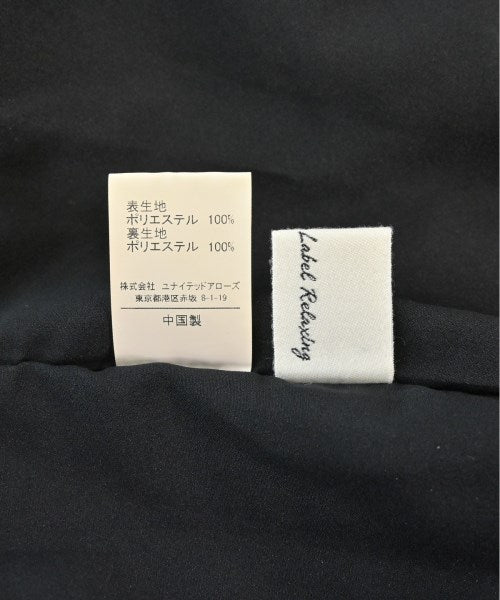 表生地
ポリエステル 100%
裏生地
ポリエステル 100%
株式会社 ユナイテッドアローズ
東京都港区赤坂 8-1-19
中国製
Label Relaxing